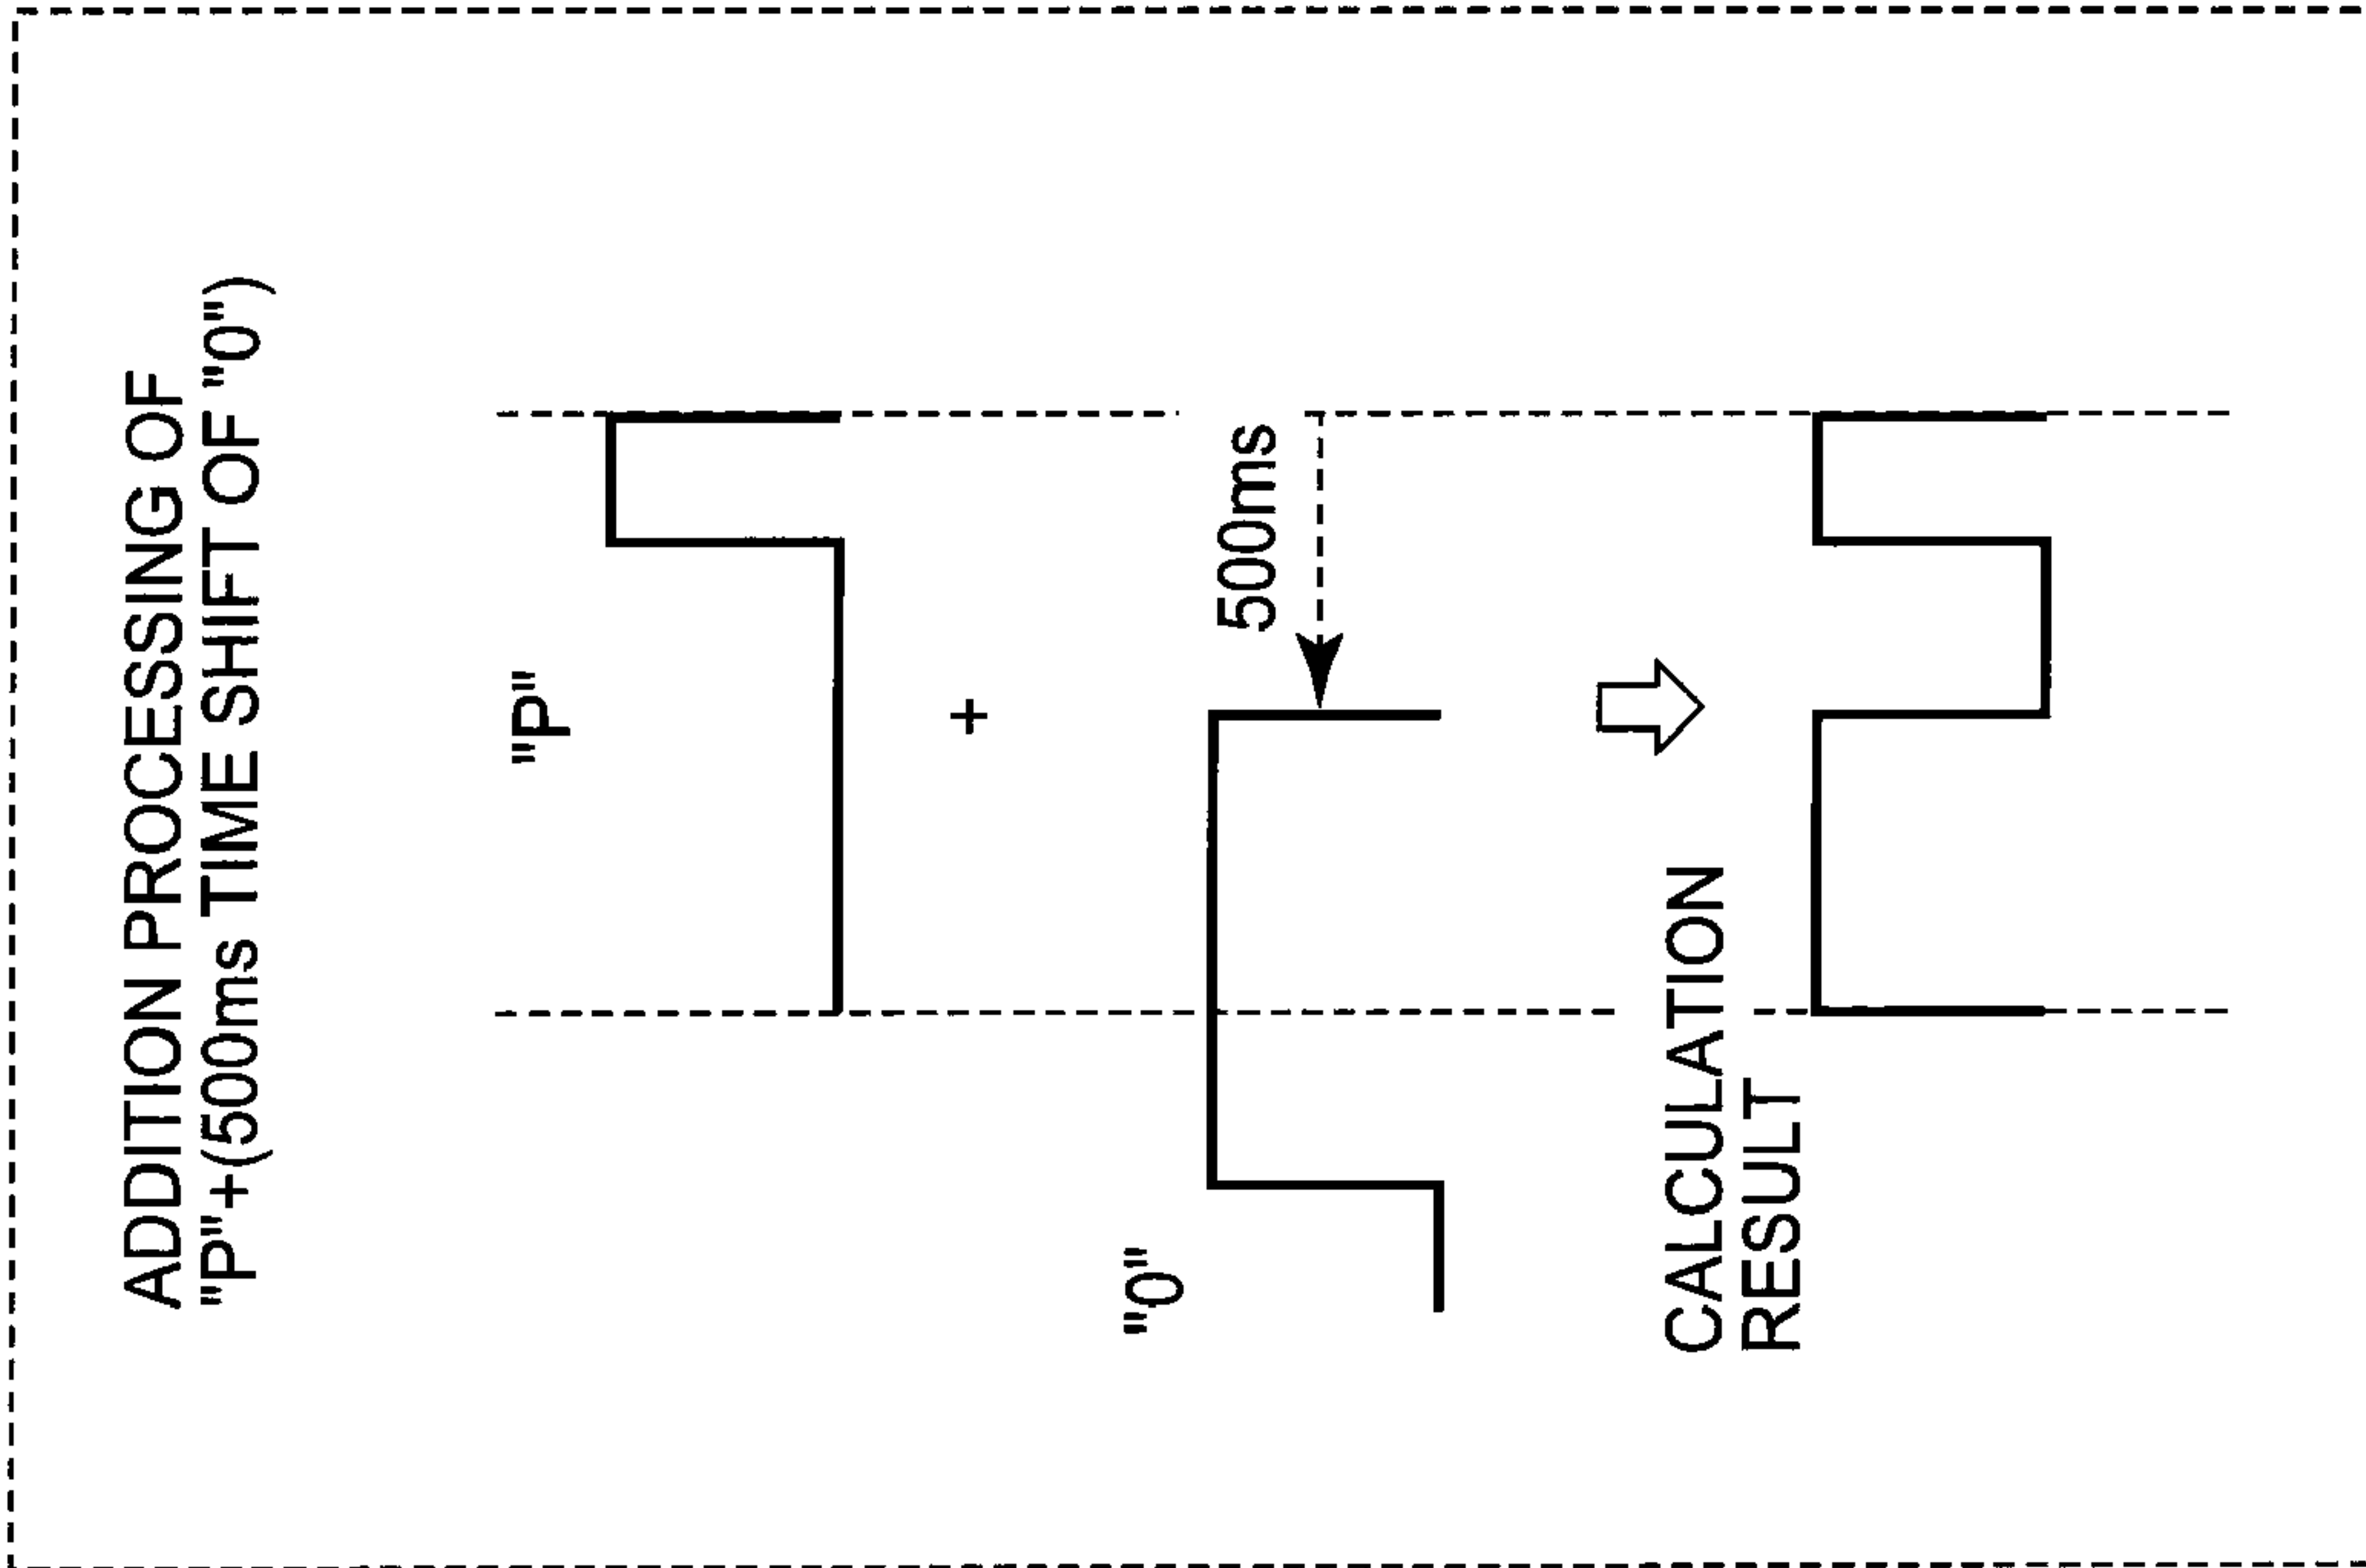 ADDITION PROCESSING OF
"P"+(500ms TIME SHIFT OF "0")
"P"
+
"0"
500ms
CALCULATION
RESULT